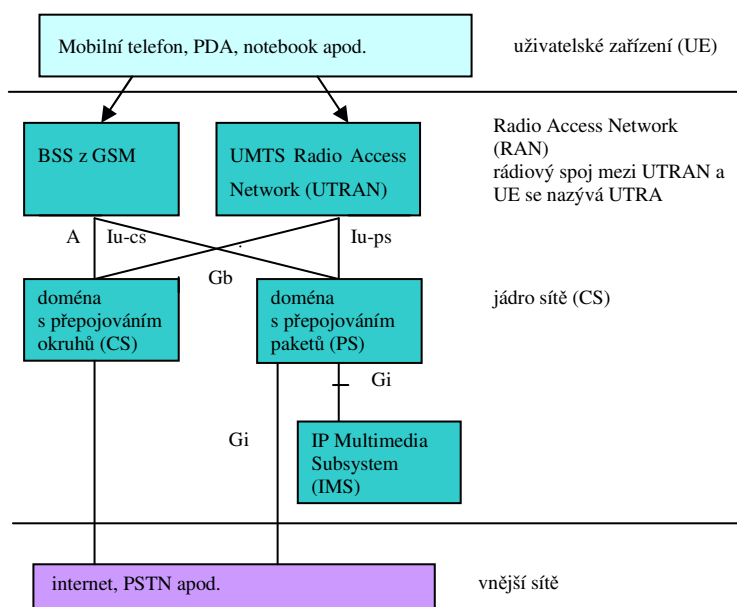 Mobilní telefon, PDA, notebook apod.
uživatelské zařízení (UE)
BSS z GSM
UMTS Radio Access
Network (UTRAN)
Radio Access Network
(RAN)
rádiový spoj mezi UTRAN a
UE se nazývá UTRA
A
Iu-cs
Iu-ps
Gb
doména
s přepojováním
okruhů (CS)
doména
s přepojováním
paketů (PS)
jádro sítě (CS)
Gi
Gi
IP Multimedia
Subsystem
(IMS)
internet, PSTN apod.
vnější sítě